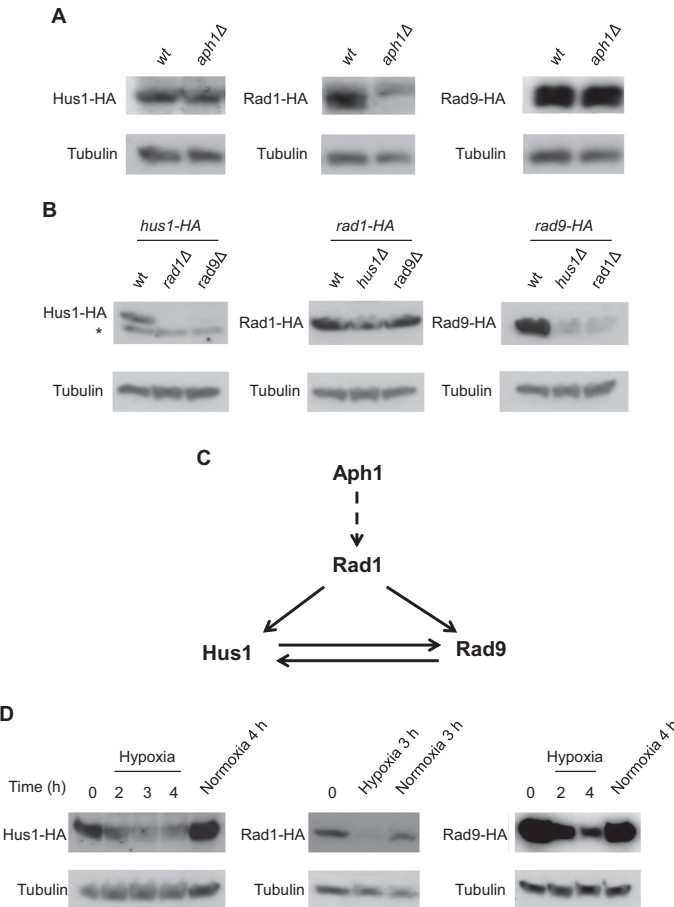 A
wt aph1Δ wt aph1Δ wt aph1Δ
Hus1-HA Rad1-HA Rad9-HA
Tubulin Tubulin Tubulin
B
hus1-HA rad1-HA rad9-HA
wt rad1Δ rad9Δ wt hus1Δ rad9Δ wt hus1Δ rad1Δ
Hus1-HA Rad1-HA Rad9-HA
*
Tubulin Tubulin Tubulin
C
Aph1
Rad1
Hus1 Rad9
D
Hypoxia Normoxia 4 h Hypoxia 3 h Normoxia 3 h Hypoxia Normoxia 4 h
Time (h) 0 2 3 4 0 0 2 4
Hus1-HA Rad1-HA Rad9-HA
Tubulin Tubulin Tubulin